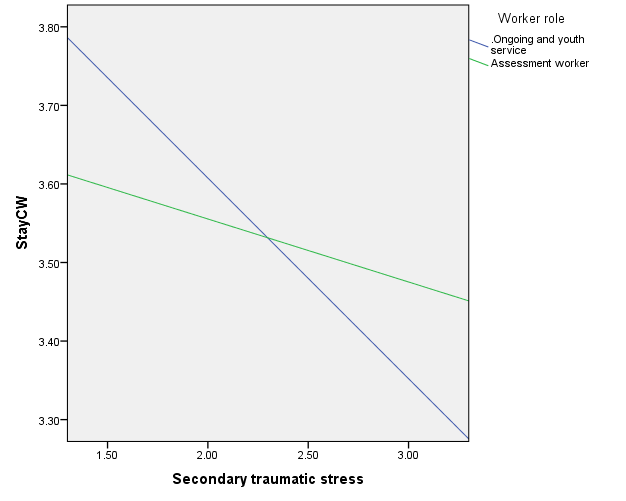 Worker role
.Ongoing and youth
service
Assessment worker
StayCW
3.80
3.70
3.60
3.50
3.40
3.30
1.50 2.00 2.50 3.00
Secondary traumatic stress